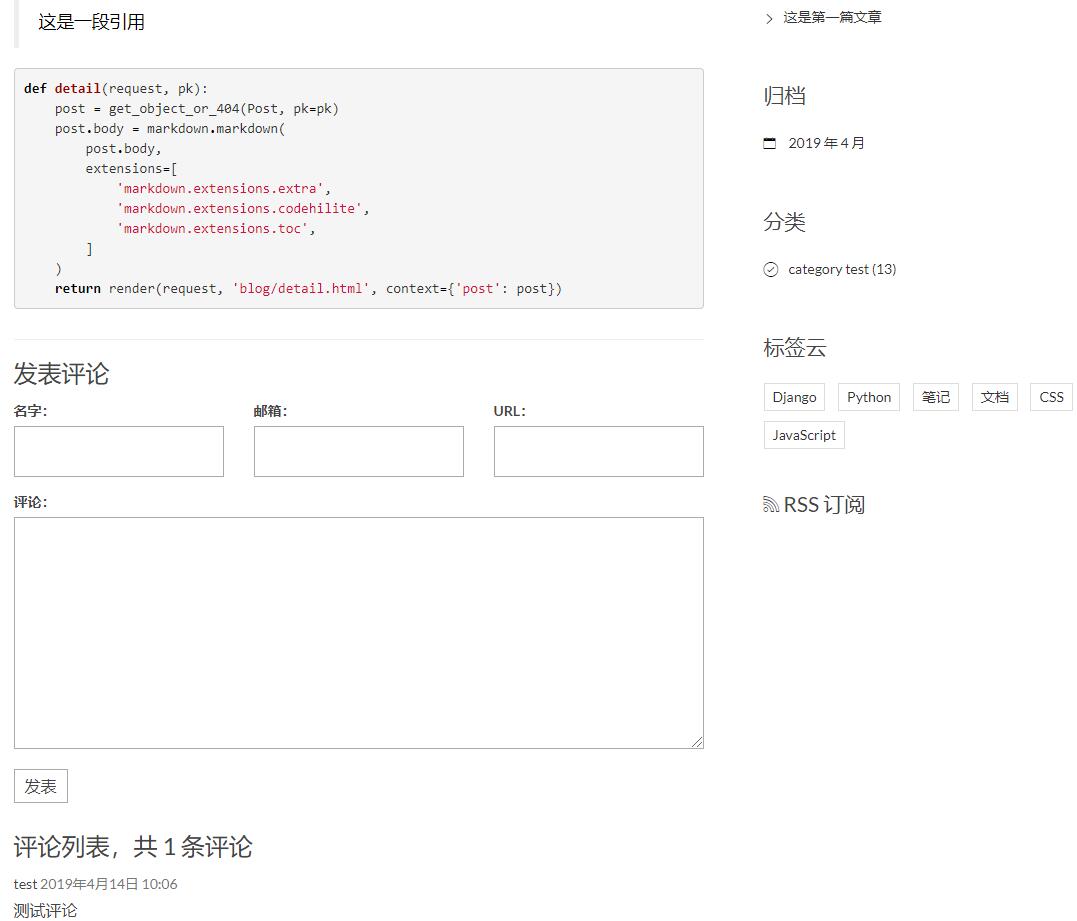 这是一段引用
def detail(request, pk):
    post = get_object_or_404(Post, pk=pk)
    post.body = markdown.markdown(
        post.body,
        extensions=[
            'markdown.extensions.extra',
            'markdown.extensions.codehilite',
            'markdown.extensions.toc',
        ]
    )
    return render(request, 'blog/detail.html', context={'post': post})
发表评论
名字：
邮箱：
URL：
评论：
发表
评论列表，共 1 条评论
test 2019年4月14日 10:06
测试评论
这是第一篇文章
归档
2019 年 4 月
分类
category test (13)
标签云
Django Python 笔记 文档 CSS
JavaScript
RSS 订阅